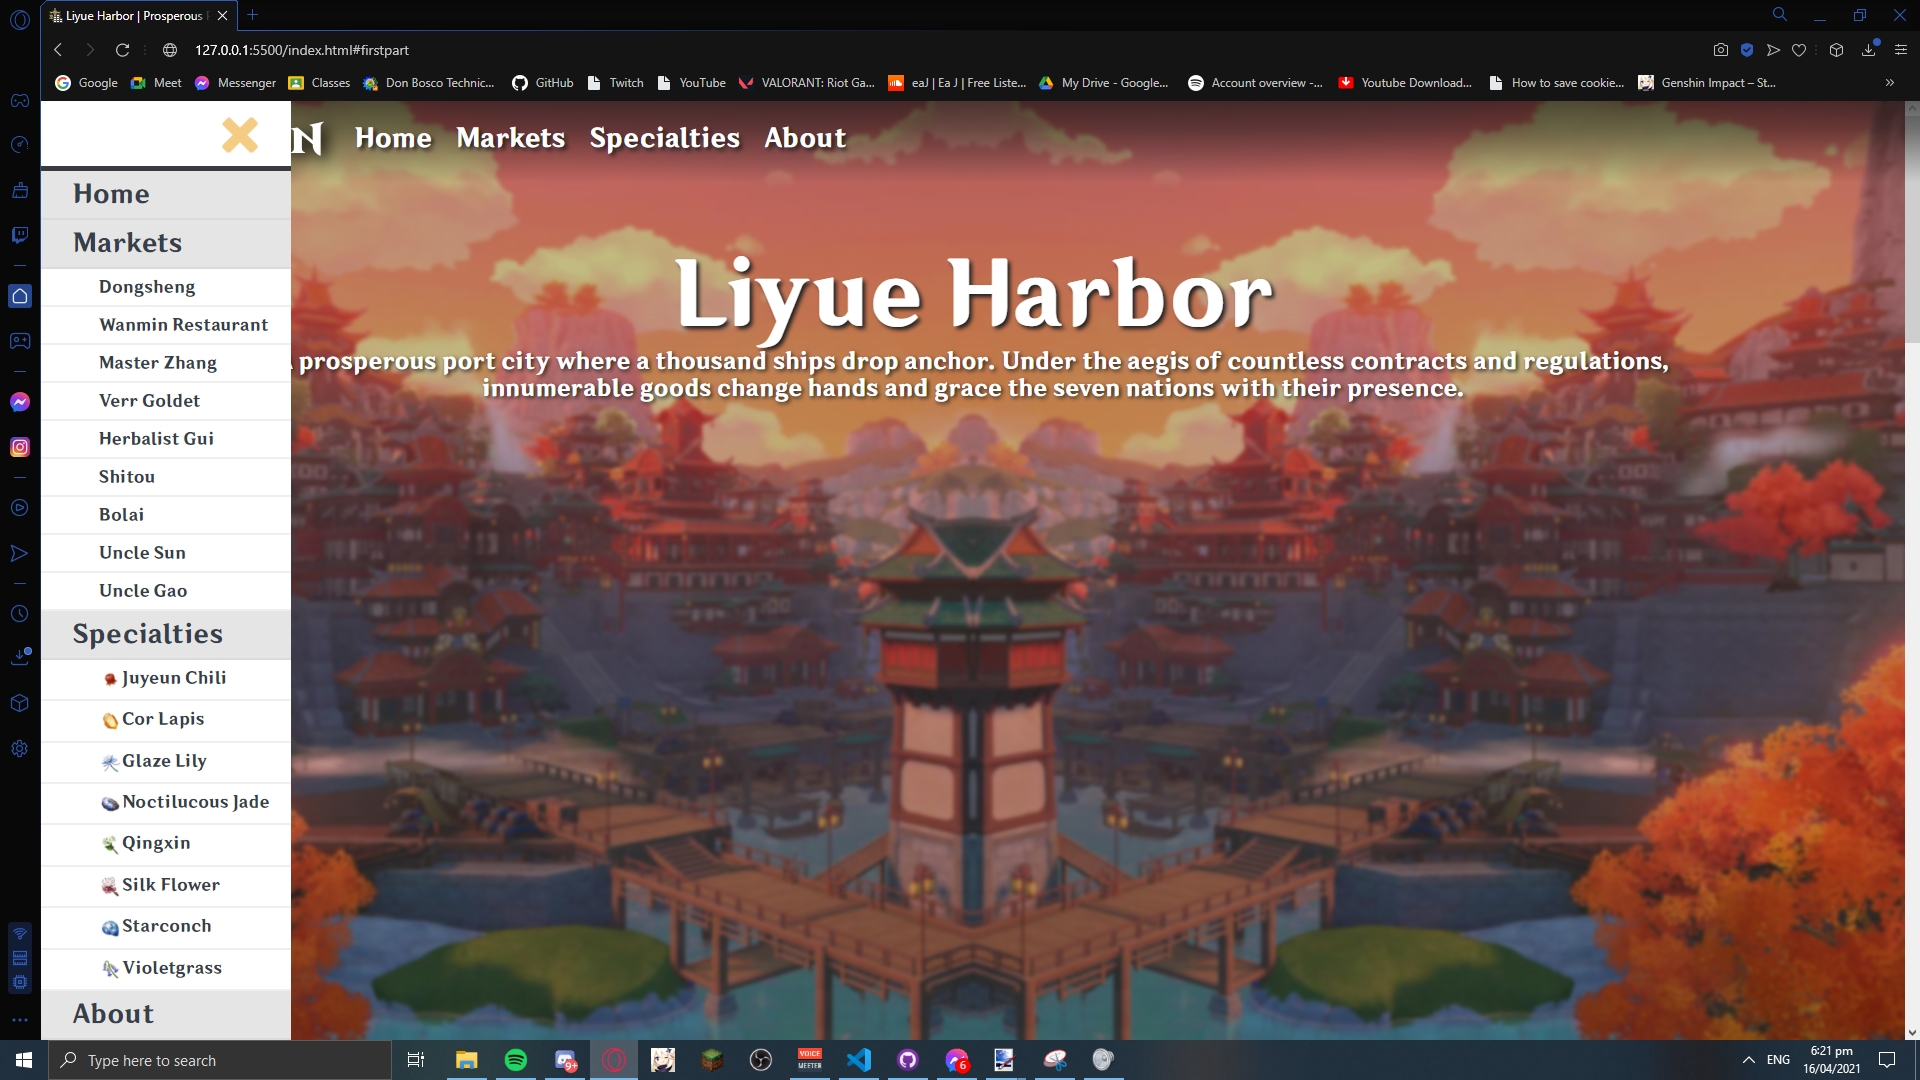 Liyue Harbor | Prosperous
127.0.0.1:5500/index.html#firstpart
Google Meet Messenger Classes Don Bosco Technic... GitHub Twitch YouTube VALORANT: Riot Ga... eaJ | Ea J | Free Liste... My Drive - Google... Account overview -... Youtube Download... How to save cookie... Genshin Impact – St... »
N Home Markets Specialties About
Home
Markets
Dongsheng
Wanmin Restaurant
Master Zhang
Verr Goldet
Herbalist Gui
Shitou
Bolai
Uncle Sun
Uncle Gao
Specialties
Juyeun Chili
Cor Lapis
Glaze Lily
Noctilucous Jade
Qingxin
Silk Flower
Starconch
Violetgrass
About
Liyue Harbor
prosperous port city where a thousand ships drop anchor. Under the aegis of countless contracts and regulations,
innumerable goods change hands and grace the seven nations with their presence.
Type here to search
9+
VOICE
MEETER
6
ENG
6:21 pm
16/04/2021